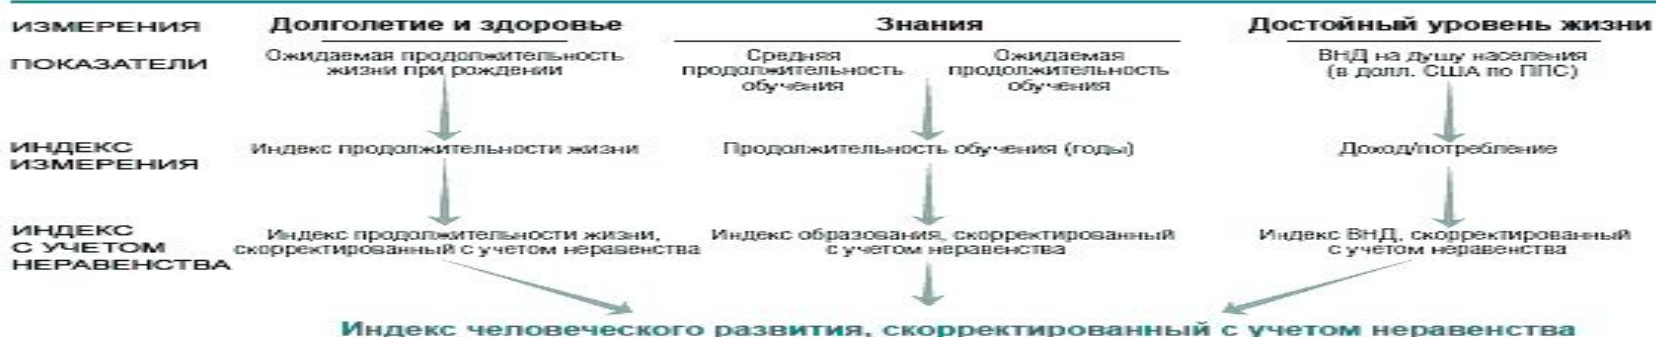 ИЗМЕРЕНИЯ
Долголетие и здоровье
Знания
Достойный уровень жизни
ПОКАЗАТЕЛИ
Ожидаемая продолжительность
жизни при рождении
Средняя
продолжительность
обучения
Ожидаемая
продолжительность
обучения
ВНД на душу населения
(в долл. США по ППС)
ИНДЕКС
ИЗМЕРЕНИЯ
Индекс продолжительности жизни
Продолжительность обучения (годы)
Доход/потребление
ИНДЕКС
С УЧЕТОМ
НЕРАВЕНСТВА
Индекс продолжительности жизни,
скорректированный с учетом неравенства
Индекс образования, скорректированный
с учетом неравенства
Индекс ВНД, скорректированный
с учетом неравенства
Индекс человеческого развития, скорректированный с учетом неравенства